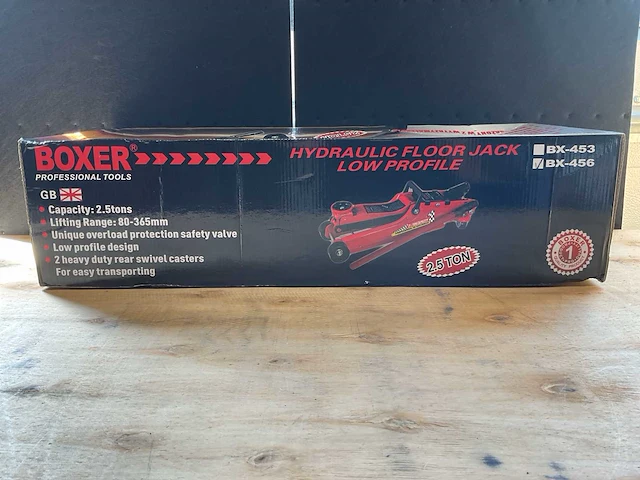 BOXER®
PROFESSIONAL TOOLS
HYDRAULIC FLOOR JACK
LOW PROFILE
BX-453
BX-456
GB
Capacity: 2.5tons
Lifting Range: 80-365mm
Unique overload protection safety valve
Low profile design
2 heavy duty rear swivel casters
For easy transporting
2.5 TON
BOXER
1